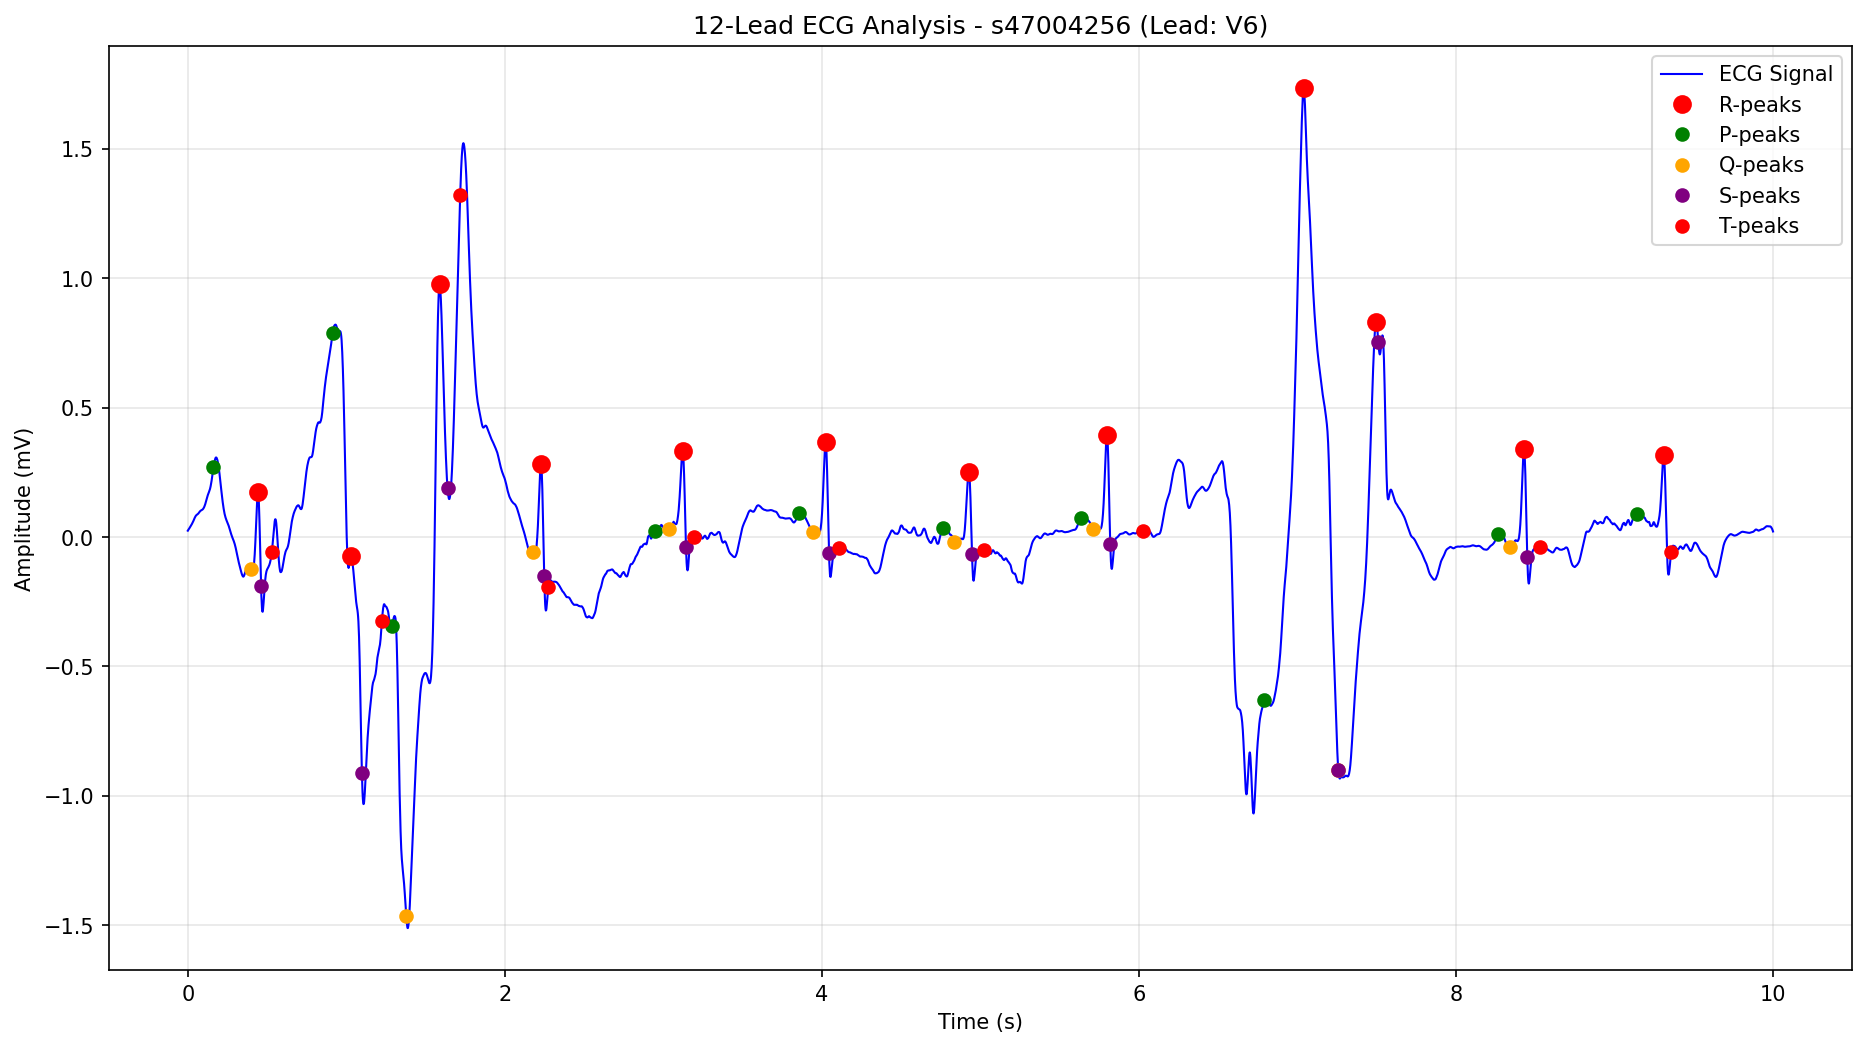 12-Lead ECG Analysis - s47004256 (Lead: V6)
ECG Signal
R-peaks
P-peaks
Q-peaks
S-peaks
T-peaks
Amplitude (mV)
1.5
1.0
0.5
0.0
−0.5
−1.0
−1.5
0 2 4 6 8 10
Time (s)